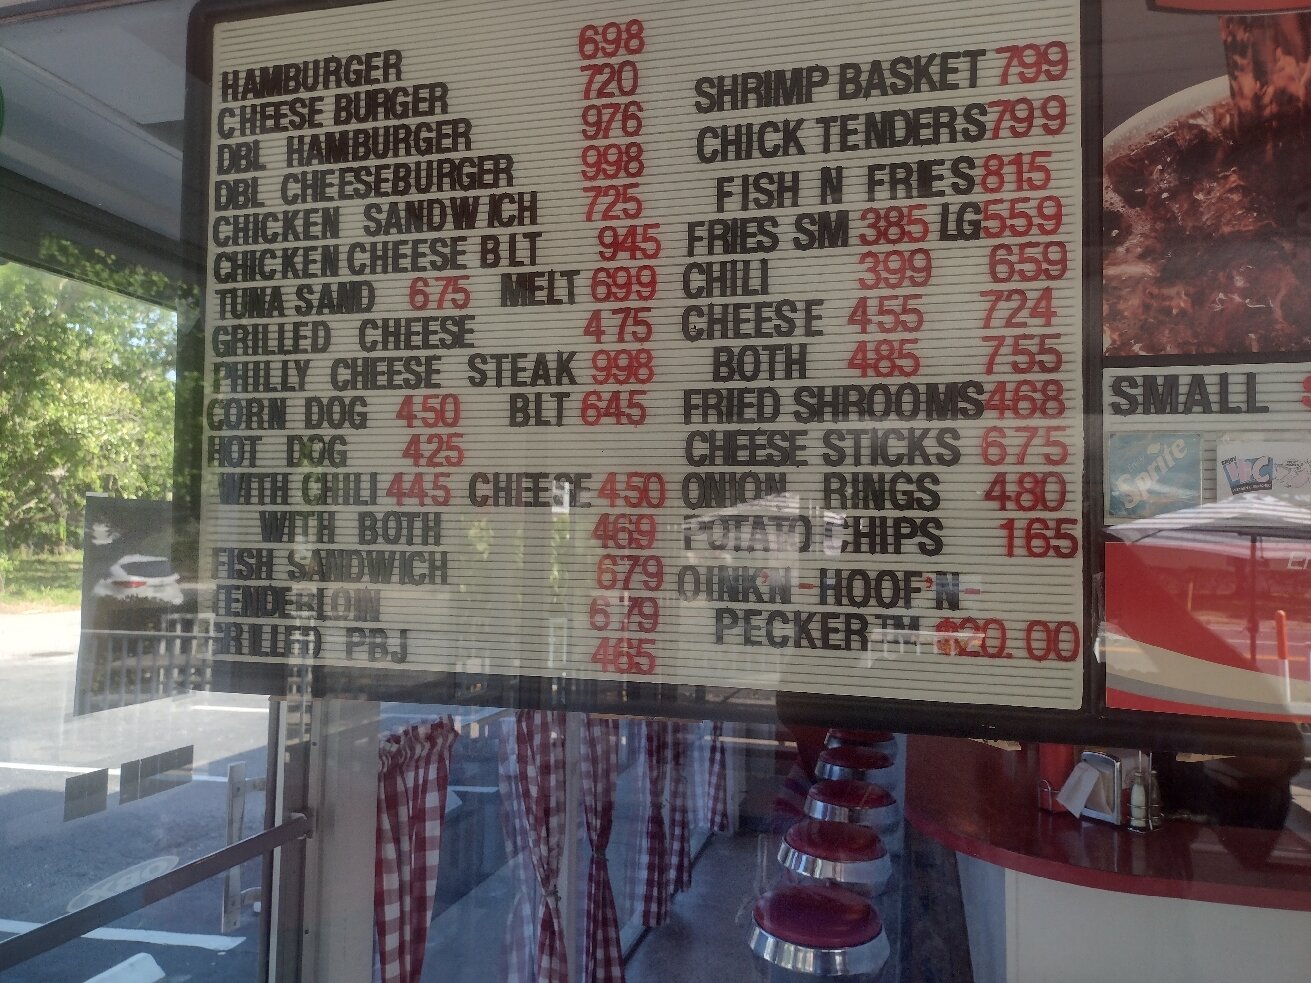 HAMBURGER 698
CHEESE BURGER 720
DBL HAMBURGER 976
DBL CHEESEBURGER 998
CHICKEN SANDWICH 725
CHICKEN CHEESE BLT 945
TUNA SAND 675 MELT 699
GRILLED CHEESE 475
PHILLY CHEESE STEAK 998
CORN DOG 450 BLT 645
HOT DOG 425
WITH CHILI 445 CHEESE 450
WITH BOTH 469
FISH SANDWICH 679
TENDERLOIN 679
GRILLED PBJ 465
SHRIMP BASKET 799
CHICK TENDERS 799
FISH N FRIES 815
FRIES SM 385 LG 559
CHILI 399 659
CHEESE 455 724
BOTH 485 755
FRIED SHROOMS 468
CHEESE STICKS 675
ONION RINGS 480
POTATO CHIPS 165
OINK'N-HOOF'N-
PECKER™ $20.00
SMALL
Sprite